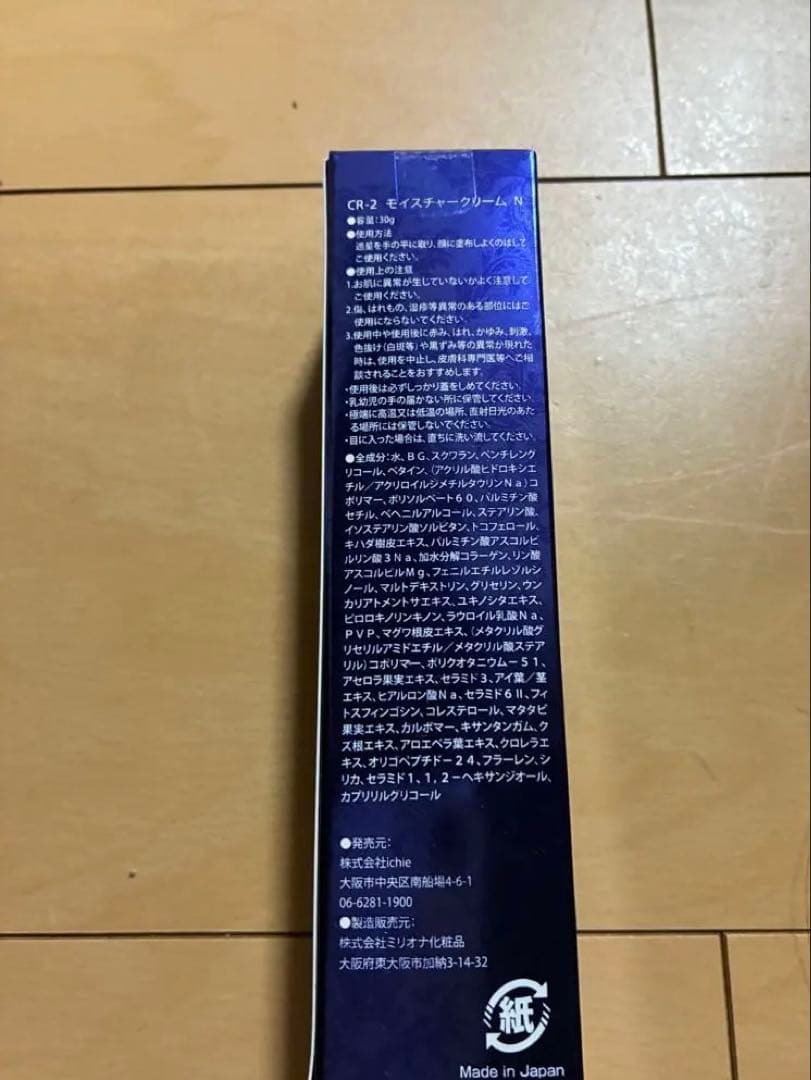 CR-2 モイスチャークリーム N
●容量:30g
●使用方法
適量を手の平に取り、顔に塗布しよくのばして
ご使用ください。
●使用上の注意
1.お肌に異常が生じていないかよく注意して
ご使用ください。
2.傷、はれもの、湿疹等異常のある部位にはご
使用にならないでください。
3.使用中や使用後に赤み、はれ、かゆみ、刺激、
色抜け(白斑等)や黒ずみ等の異常が現れた
時は、使用を中止し、皮膚科専門医等へご相
談されることをおすすめします。
・使用後は必ずしっかり蓋をしめてください。
・乳幼児の手の届かない所に保管してください。
・極端に高温又は低温の場所、直射日光のあた
る場所には保管しないでください。
・目に入った場合は、直ちに洗い流してください。
●全成分:水、BG、スクワラン、ペンチレング
リコール、ベタイン、(アクリル酸ヒドロキシエ
チル/アクリロイルジメチルタウリンNa)コ
ポリマー、ポリソルベート60、パルミチン酸
セチル、ベヘニルアルコール、ステアリン酸、
イソステアリン酸ソルビタン、トコフェロール、
キハダ樹皮エキス、パルミチン酸アスコルビ
ルリン酸3Na、加水分解コラーゲン、リン酸
アスコルビルMg、フェニルエチルレゾルシ
ノール、マルトデキストリン、グリセリン、ウン
カリアトメントサエキス、ユキノシタエキス、
ピロロキノリンキノン、ラウロイル乳酸Na、
PVP、マグワ根皮エキス、(メタクリル酸グ
リセリルアミドエチル/メタクリル酸ステア
リル)コポリマー、ポリクオタニウム-51、
アセロラ果実エキス、セラミド3、アイ葉/茎
エキス、ヒアルロン酸Na、セラミド6Ⅱ、フィ
トスフィンゴシン、コレステロール、マタタビ
果実エキス、カルボマー、キサンタンガム、ク
ズ根エキス、アロエベラ葉エキス、クロレラエ
キス、オリゴペプチド-24、フラーレン、シ
リカ、セラミド1、1,2-ヘキサンジオール、
カプリリルグリコール
●発売元:
株式会社ichie
大阪市中央区南船場4-6-1
06-6281-1900
●製造販売元:
株式会社ミリオナ化粧品
大阪府東大阪市加納3-14-32
紙
Made in Japan